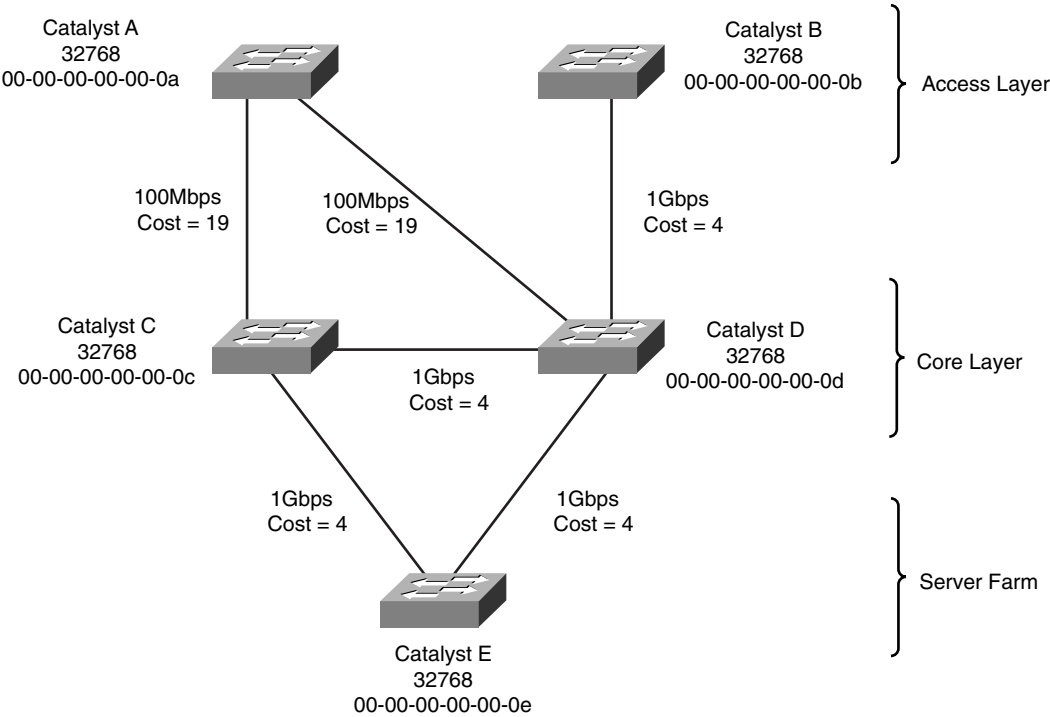 Catalyst A
32768
00-00-00-00-00-0a
Catalyst B
32768
00-00-00-00-00-0b
Access Layer
100Mbps
Cost = 19
100Mbps
Cost = 19
1Gbps
Cost = 4
Catalyst C
32768
00-00-00-00-00-0c
Catalyst D
32768
00-00-00-00-00-0d
Core Layer
1Gbps
Cost = 4
1Gbps
Cost = 4
1Gbps
Cost = 4
Server Farm
Catalyst E
32768
00-00-00-00-00-0e